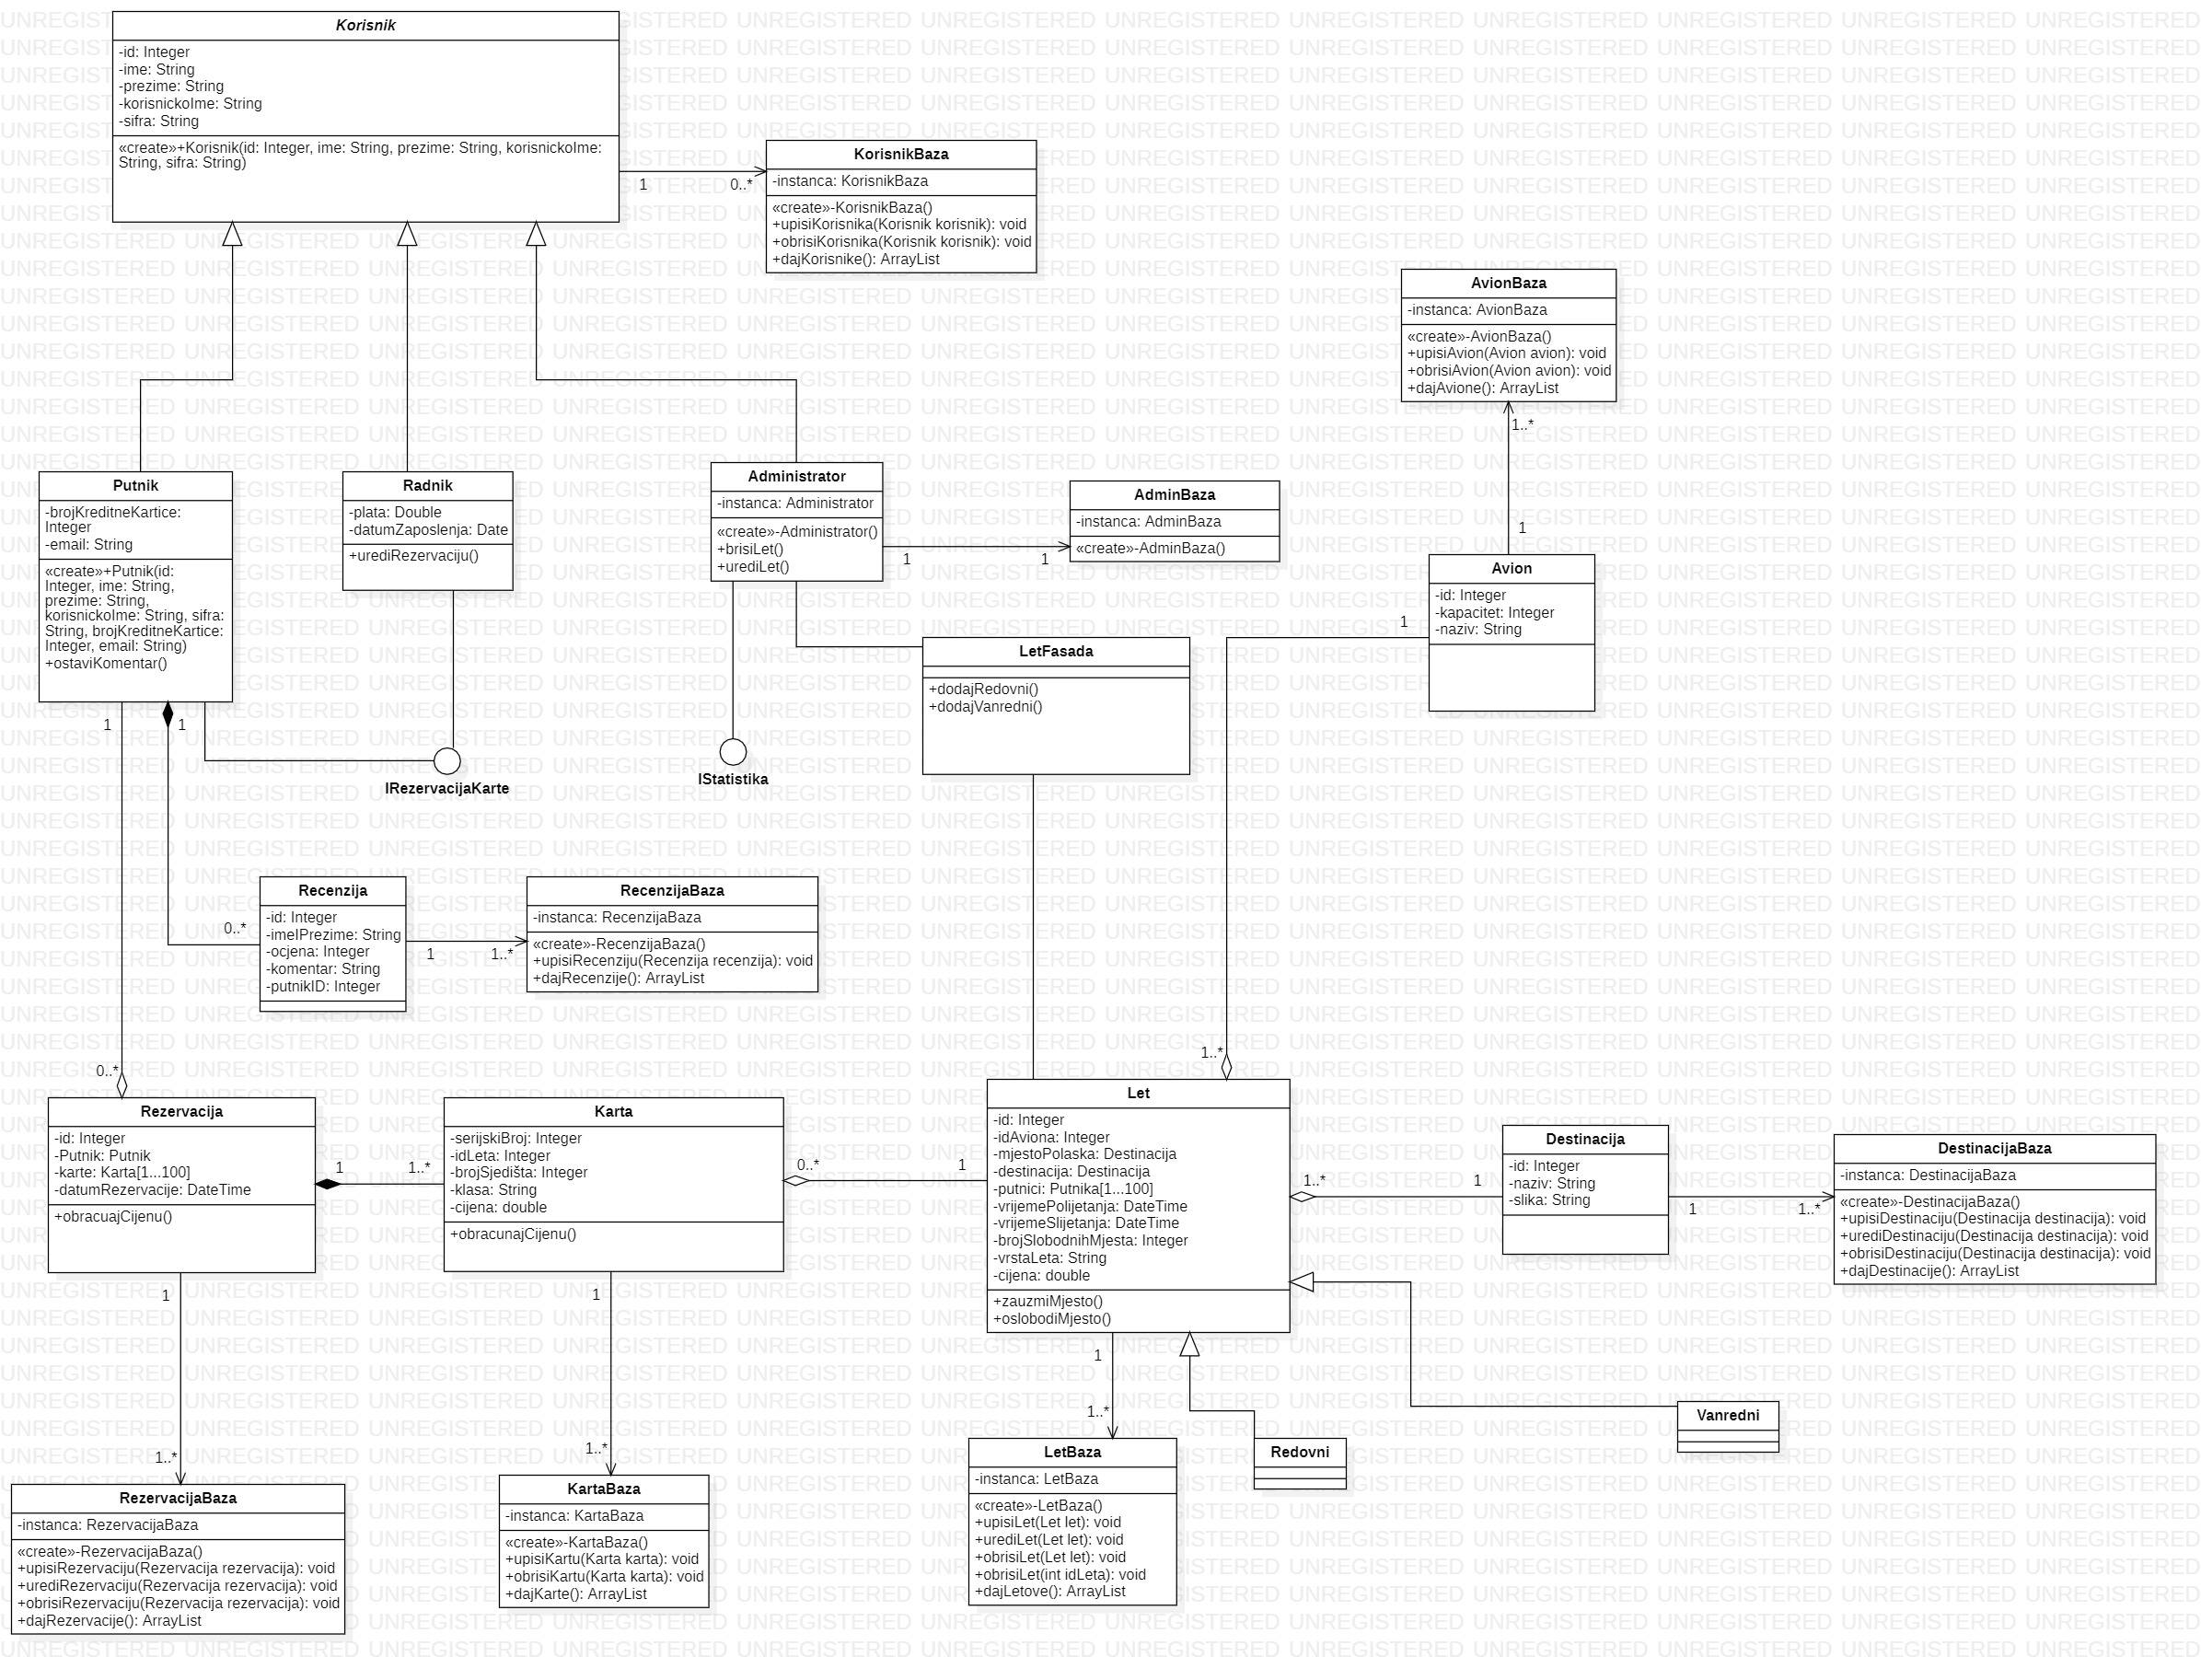 Korisnik
-id: Integer
-ime: String
-prezime: String
-korisnickoIme: String
-sifra: String
«create»+Korisnik(id: Integer, ime: String, prezime: String, korisnickoIme:
String, sifra: String)
1
0..*
KorisnikBaza
-instanca: KorisnikBaza
«create»-KorisnikBaza()
+upisiKorisnika(Korisnik korisnik): void
+obrisiKorisnika(Korisnik korisnik): void
+dajKorisnike(): ArrayList
AvionBaza
-instanca: AvionBaza
«create»-AvionBaza()
+upisiAvion(Avion avion): void
+obrisiAvion(Avion avion): void
+dajAvione(): ArrayList
1..*
1
Putnik
-brojKreditneKartice:
Integer
-email: String
«create»+Putnik(id:
Integer, ime: String,
prezime: String,
korisnickoIme: String, sifra:
String, brojKreditneKartice:
Integer, email: String)
+ostaviKomentar()
Radnik
-plata: Double
-datumZaposlenja: Date
+urediRezervaciju()
Administrator
-instanca: Administrator
«create»-Administrator()
+brisiLet()
+urediLet()
1
1
AdminBaza
-instanca: AdminBaza
«create»-AdminBaza()
Avion
-id: Integer
-kapacitet: Integer
-naziv: String
1
LetFasada
+dodajRedovni()
+dodajVanredni()
1
1
IRezervacijaKarte
IStatistika
Recenzija
-id: Integer
-imeIPrezime: String
-ocjena: Integer
-komentar: String
-putnikID: Integer
0..*
1
1..*
RecenzijaBaza
-instanca: RecenzijaBaza
«create»-RecenzijaBaza()
+upisiRecenziju(Recenzija recenzija): void
+dajRecenzije(): ArrayList
0..*
1..*
Rezervacija
-id: Integer
-Putnik: Putnik
-karte: Karta[1...100]
-datumRezervacije: DateTime
+obracuajCijenu()
1
1..*
Karta
-serijskiBroj: Integer
-idLeta: Integer
-brojSjedišta: Integer
-klasa: String
-cijena: double
+obracunajCijenu()
0..*
1
Let
-id: Integer
-idAviona: Integer
-mjestoPolaska: Destinacija
-destinacija: Destinacija
-putnici: Putnika[1...100]
-vrijemePolijetanja: DateTime
-vrijemeSlijetanja: DateTime
-brojSlobodnihMjesta: Integer
-vrstaLeta: String
-cijena: double
+zauzmiMjesto()
+oslobodiMjesto()
1..*
1
Destinacija
-id: Integer
-naziv: String
-slika: String
1
1..*
DestinacijaBaza
-instanca: DestinacijaBaza
«create»-DestinacijaBaza()
+upisiDestinaciju(Destinacija destinacija): void
+urediDestinaciju(Destinacija destinacija): void
+obrisiDestinaciju(Destinacija destinacija): void
+dajDestinacije(): ArrayList
1
1..*
RezervacijaBaza
-instanca: RezervacijaBaza
«create»-RezervacijaBaza()
+upisiRezervaciju(Rezervacija rezervacija): void
+urediRezervaciju(Rezervacija rezervacija): void
+obrisiRezervaciju(Rezervacija rezervacija): void
+dajRezervacije(): ArrayList
1
1..*
KartaBaza
-instanca: KartaBaza
«create»-KartaBaza()
+upisiKartu(Karta karta): void
+obrisiKartu(Karta karta): void
+dajKarte(): ArrayList
1
1..*
LetBaza
-instanca: LetBaza
«create»-LetBaza()
+upisiLet(Let let): void
+urediLet(Let let): void
+obrisiLet(Let let): void
+obrisiLet(int idLeta): void
+dajLetove(): ArrayList
Redovni
Vanredni